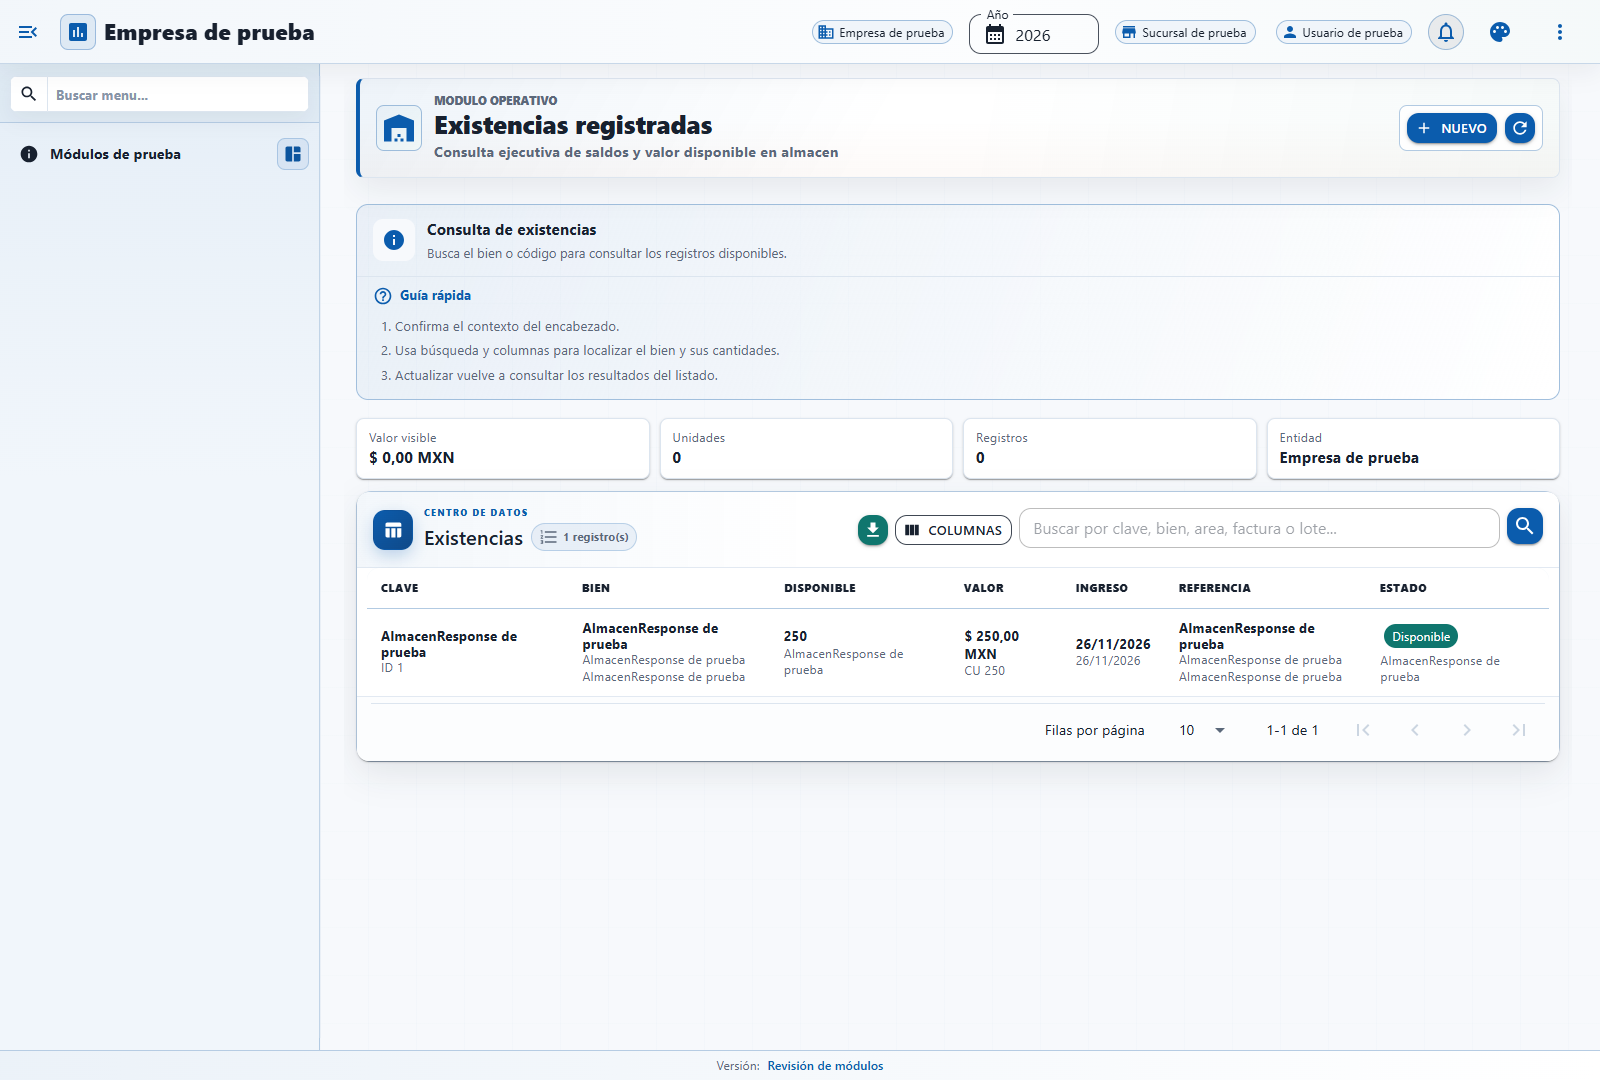 Empresa de prueba
Empresa de prueba
Año
2026
Sucursal de prueba
Usuario de prueba
Buscar menu...
Módulos de prueba
MODULO OPERATIVO
Existencias registradas
Consulta ejecutiva de saldos y valor disponible en almacen
NUEVO
Consulta de existencias
Busca el bien o código para consultar los registros disponibles.
Guía rápida
1. Confirma el contexto del encabezado.
2. Usa búsqueda y columnas para localizar el bien y sus cantidades.
3. Actualizar vuelve a consultar los resultados del listado.
Valor visible
$ 0,00 MXN
Unidades
0
Registros
0
Entidad
Empresa de prueba
CENTRO DE DATOS
Existencias
1 registro(s)
COLUMNAS
Buscar por clave, bien, area, factura o lote...
CLAVE BIEN DISPONIBLE VALOR INGRESO REFERENCIA ESTADO
AlmacenResponse de
prueba
ID 1
AlmacenResponse de
prueba
AlmacenResponse de prueba
AlmacenResponse de prueba
250
AlmacenResponse de
prueba
$ 250,00
MXN
CU 250
26/11/2026
26/11/2026
AlmacenResponse de
prueba
AlmacenResponse de prueba
AlmacenResponse de prueba
Disponible
AlmacenResponse de
prueba
Filas por página
10
1-1 de 1
Versión: Revisión de módulos